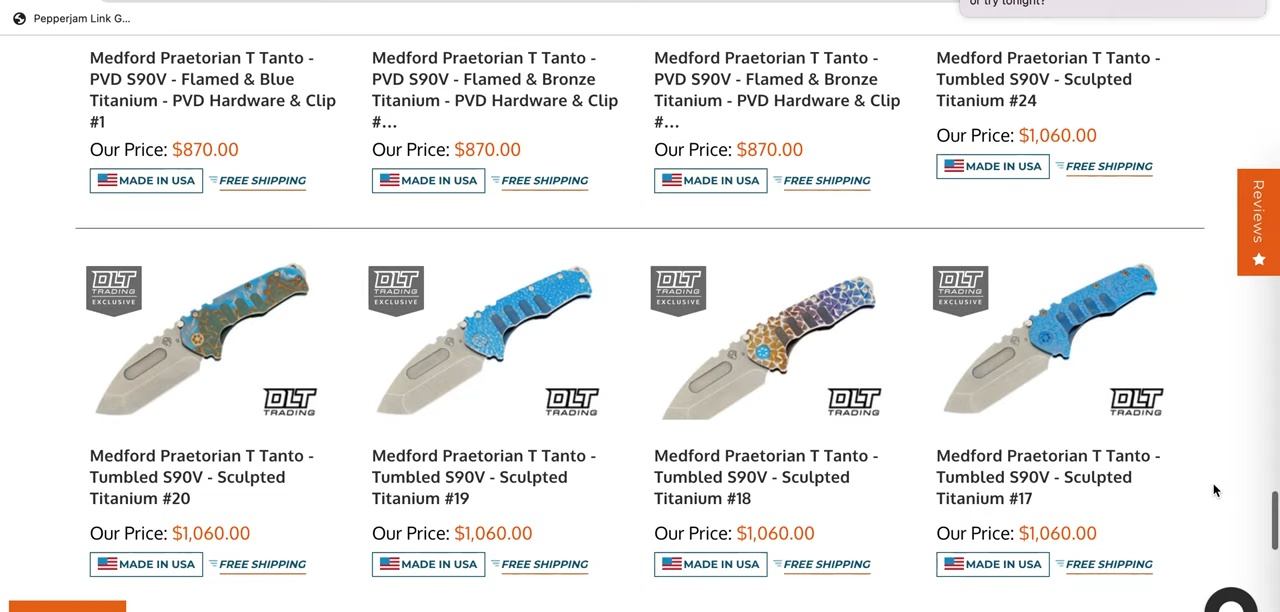 or try tonight?
Pepperjam Link G...
Medford Praetorian T Tanto -
PVD S90V - Flamed & Blue
Titanium - PVD Hardware & Clip
#1
Our Price: $870.00
MADE IN USA FREE SHIPPING
Medford Praetorian T Tanto -
PVD S90V - Flamed & Bronze
Titanium - PVD Hardware & Clip
#...
Our Price: $870.00
MADE IN USA FREE SHIPPING
Medford Praetorian T Tanto -
PVD S90V - Flamed & Bronze
Titanium - PVD Hardware & Clip
#...
Our Price: $870.00
MADE IN USA FREE SHIPPING
Medford Praetorian T Tanto -
Tumbled S90V - Sculpted
Titanium #24
Our Price: $1,060.00
MADE IN USA FREE SHIPPING
Reviews
DLT
TRADING
EXCLUSIVE
DLT
TRADING
Medford Praetorian T Tanto -
Tumbled S90V - Sculpted
Titanium #20
Our Price: $1,060.00
MADE IN USA FREE SHIPPING
DLT
TRADING
EXCLUSIVE
DLT
TRADING
Medford Praetorian T Tanto -
Tumbled S90V - Sculpted
Titanium #19
Our Price: $1,060.00
MADE IN USA FREE SHIPPING
DLT
TRADING
EXCLUSIVE
DLT
TRADING
Medford Praetorian T Tanto -
Tumbled S90V - Sculpted
Titanium #18
Our Price: $1,060.00
MADE IN USA FREE SHIPPING
DLT
TRADING
EXCLUSIVE
DLT
TRADING
Medford Praetorian T Tanto -
Tumbled S90V - Sculpted
Titanium #17
Our Price: $1,060.00
MADE IN USA FREE SHIPPING